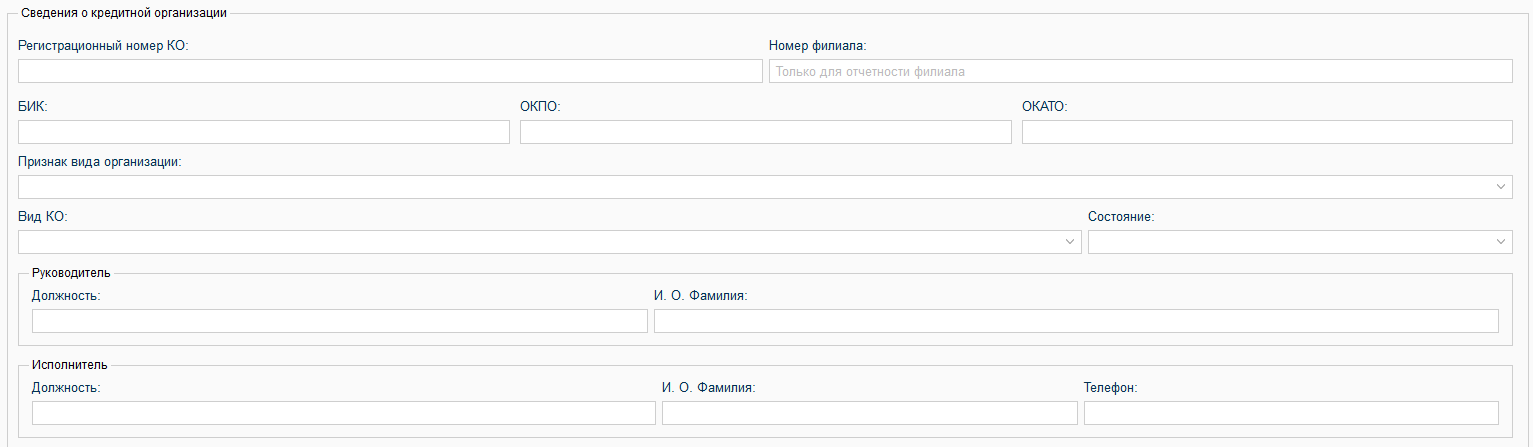 Сведения о кредитной организации
Регистрационный номер КО: Номер филиала:
Только для отчетности филиала
БИК: ОКПО: ОКАТО:
Признак вида организации:
Вид КО: Состояние:
Руководитель
Должность: И. О. Фамилия:
Исполнитель
Должность: И. О. Фамилия: Телефон: